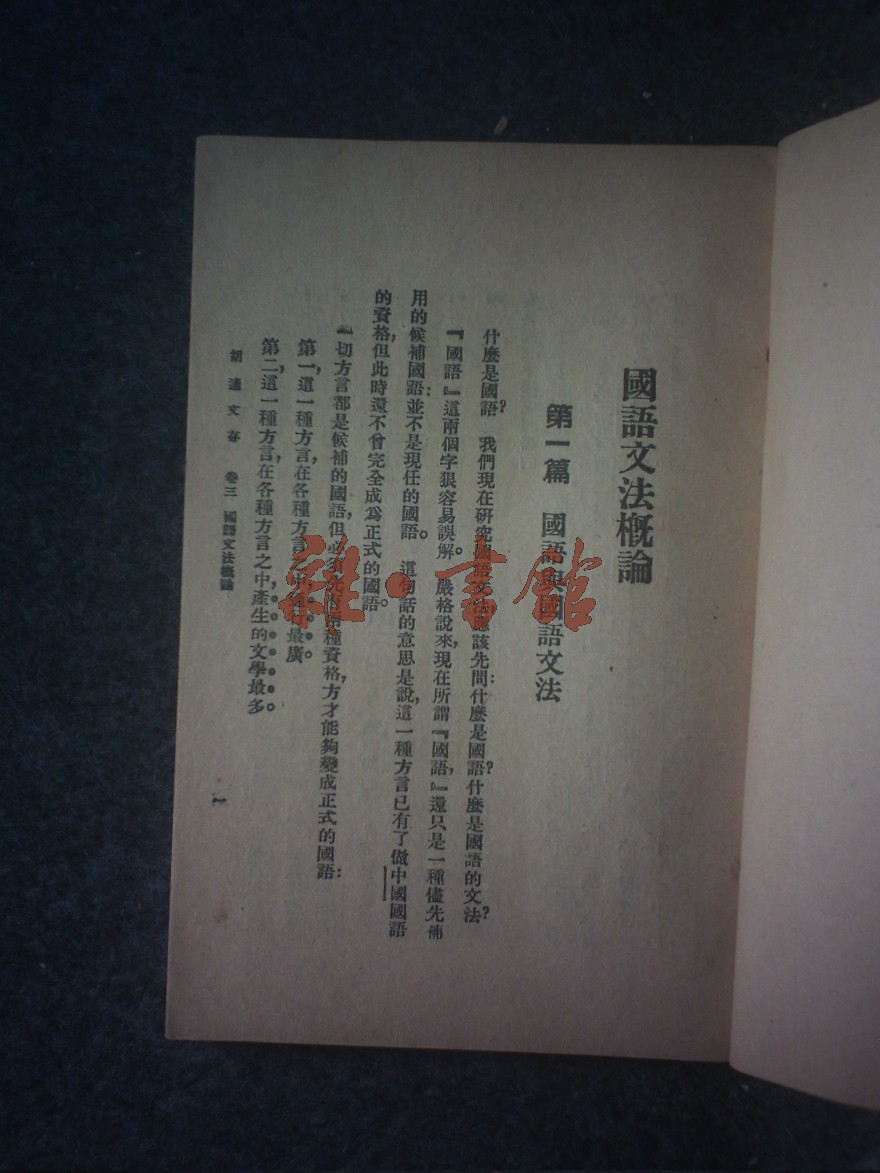 國語文法概論
第一篇 國語與國語文法
什麼是國語？ 我們現在研究國語文法，應該先問：什麼是國語？什麼是國語的文法？
『國語』這兩個字狠容易誤解。嚴格說來，現在所謂『國語，』還只是一種儘先補
用的候補國語：並不是現任的國語。 這句話的意思是說，這一種方言已有了做中國國語
的資格，但此時還不曾完全成為正式的國語。
一切方言都是候補的國語，但必須先有兩種資格，方才能夠變成正式的國語：
第一，這一種方言，在各種方言之中，通行最廣。
第二，這一種方言，在各種方言之中，產生的文學最多。
胡適文存 卷三 國語文法概論
一
雜·書館